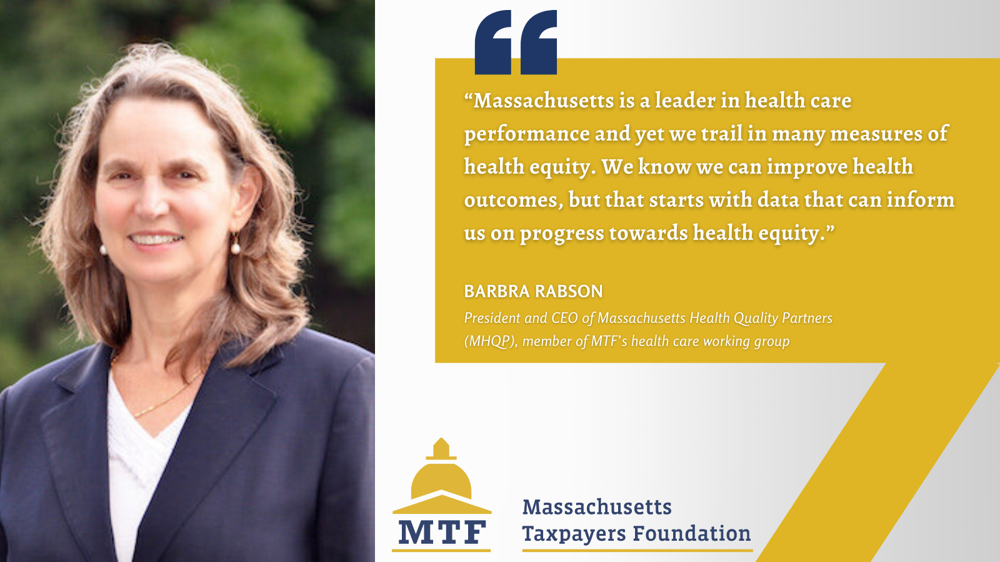 “Massachusetts is a leader in health care
performance and yet we trail in many measures of
health equity. We know we can improve health
outcomes, but that starts with data that can inform
us on progress towards health equity.”
BARBRA RABSON
President and CEO of Massachusetts Health Quality Partners
(MHQP), member of MTF’s health care working group
MTF
Massachusetts
Taxpayers Foundation